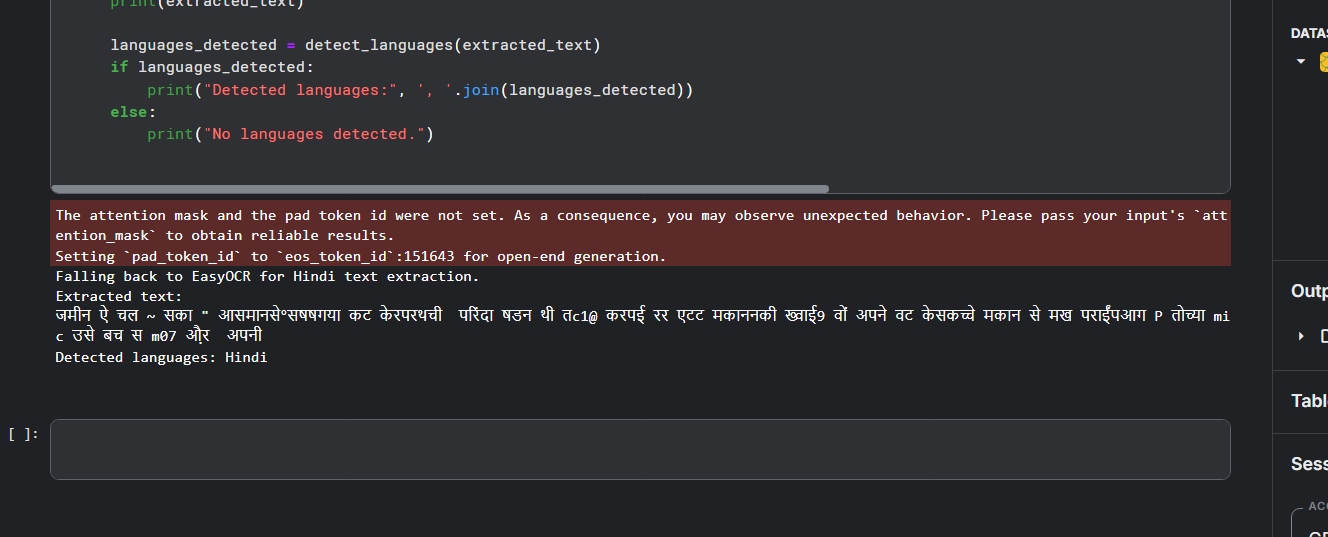 print(extracted_text)
languages_detected = detect_languages(extracted_text)
if languages_detected:
print("Detected languages:", ', '.join(languages_detected))
else:
print("No languages detected.")
The attention mask and the pad token id were not set. As a consequence, you may observe unexpected behavior. Please pass your input's `att
ention_mask` to obtain reliable results.
Setting `pad_token_id` to `eos_token_id`:151643 for open-end generation.
Falling back to EasyOCR for Hindi text extraction.
Extracted text:
जमीन ऐ चल ~ सका " आसमानसे°सषषगया कट केरपरथची परिंदा षडन थी तc1@ करपई रर एटट मकाननकी ख्वाई9 वों अपने वट केसकच्चे मकान से मख पराईंपआग P तोच्या mi
c उसे बच स m07 औ़र अपनी
Detected languages: Hindi
[ ]:
DATAS
Outp
Tabl
Sess